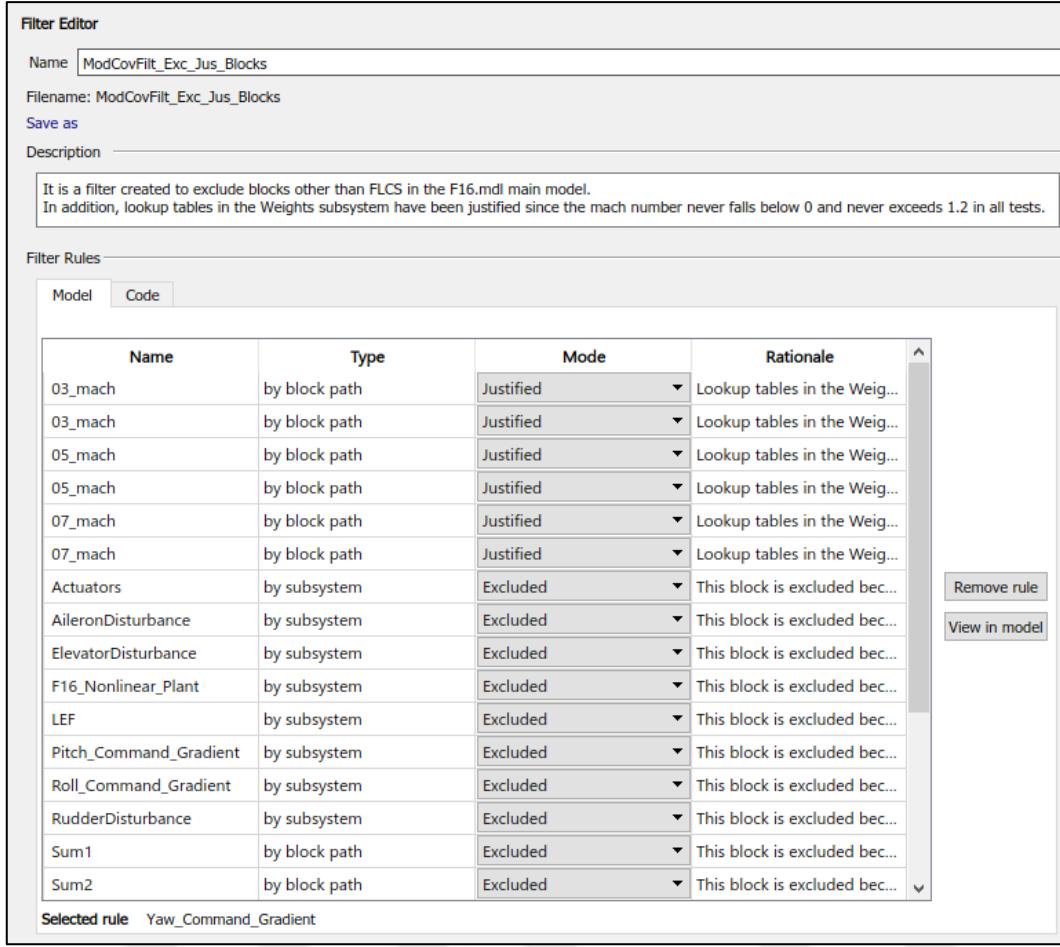 Filter Editor
Name ModCovFilt_Exc_Jus_Blocks
Filename: ModCovFilt_Exc_Jus_Blocks
Save as
Description
It is a filter created to exclude blocks other than FLCS in the F16.mdl main model.
In addition, lookup tables in the Weights subsystem have been justified since the mach number never falls below 0 and never exceeds 1.2 in all tests.
Filter Rules
Model Code
Name Type Mode Rationale
03_mach by block path Justified Lookup tables in the Weig...
03_mach by block path Justified Lookup tables in the Weig...
05_mach by block path Justified Lookup tables in the Weig...
05_mach by block path Justified Lookup tables in the Weig...
07_mach by block path Justified Lookup tables in the Weig...
07_mach by block path Justified Lookup tables in the Weig...
Actuators by subsystem Excluded This block is excluded bec...
AileronDisturbance by subsystem Excluded This block is excluded bec...
ElevatorDisturbance by subsystem Excluded This block is excluded bec...
F16_Nonlinear_Plant by subsystem Excluded This block is excluded bec...
LEF by subsystem Excluded This block is excluded bec...
Pitch_Command_Gradient by subsystem Excluded This block is excluded bec...
Roll_Command_Gradient by subsystem Excluded This block is excluded bec...
RudderDisturbance by subsystem Excluded This block is excluded bec...
Sum1 by block path Excluded This block is excluded bec...
Sum2 by block path Excluded This block is excluded bec...
Remove rule
View in model
Selected rule Yaw_Command_Gradient